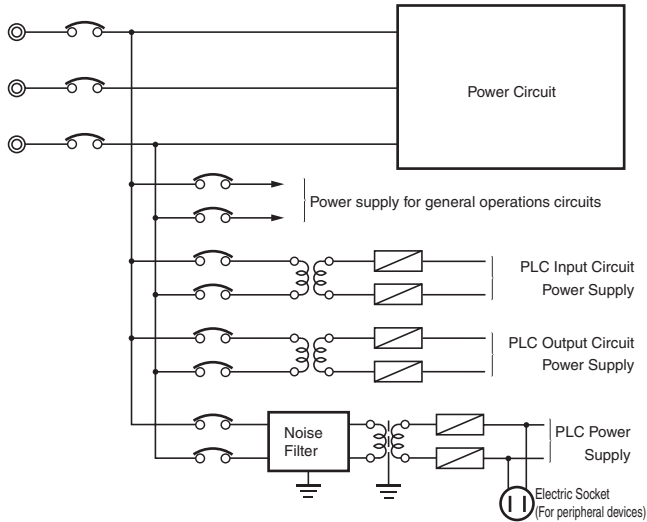 Power Circuit
Power supply for general operations circuits
PLC Input Circuit
Power Supply
PLC Output Circuit
Power Supply
Noise
Filter
PLC Power
Supply
Electric Socket
(For peripheral devices)